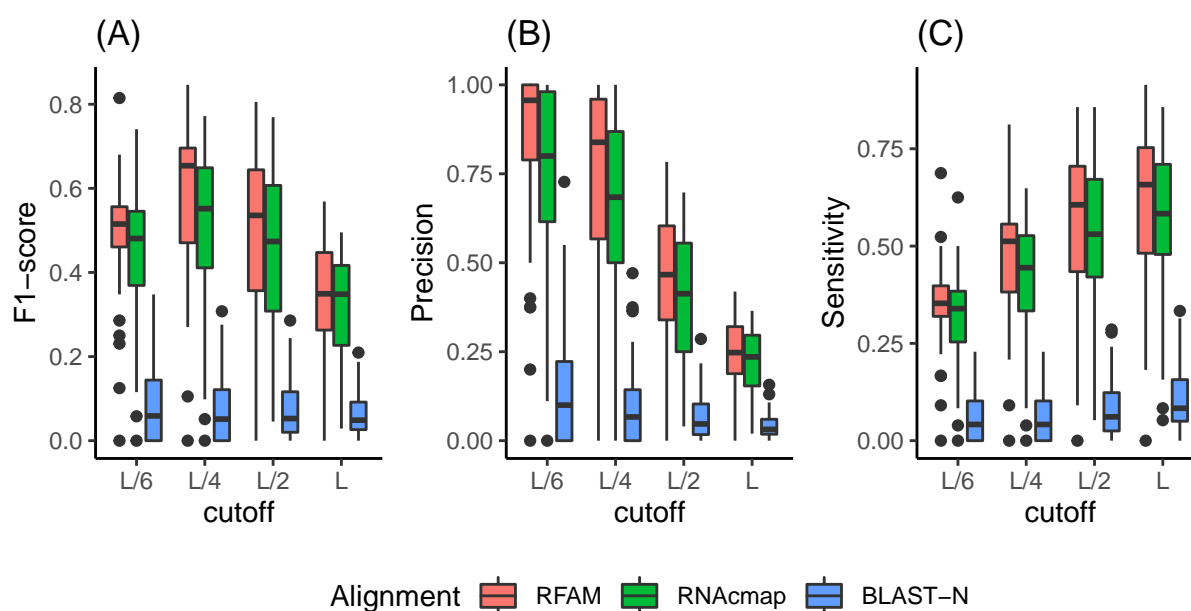 (A)
F1−score
0.8
0.6
0.4
0.2
0.0
L/6 L/4 L/2 L
cutoff
(B)
Precision
1.00
0.75
0.50
0.25
0.00
L/6 L/4 L/2 L
cutoff
(C)
Sensitivity
0.75
0.50
0.25
0.00
L/6 L/4 L/2 L
cutoff
Alignment RFAM RNAcmap BLAST−N